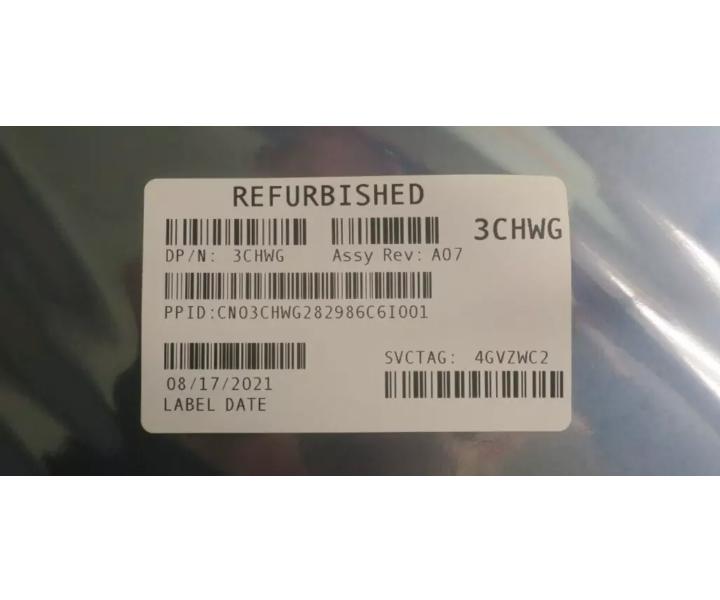 REFURBISHED
3CHWG
DP/N: 3CHWG Assy Rev: A07
PPID:CN03CHWG282986C6I001
SVCTAG: 4GVZWC2
08/17/2021
LABEL DATE